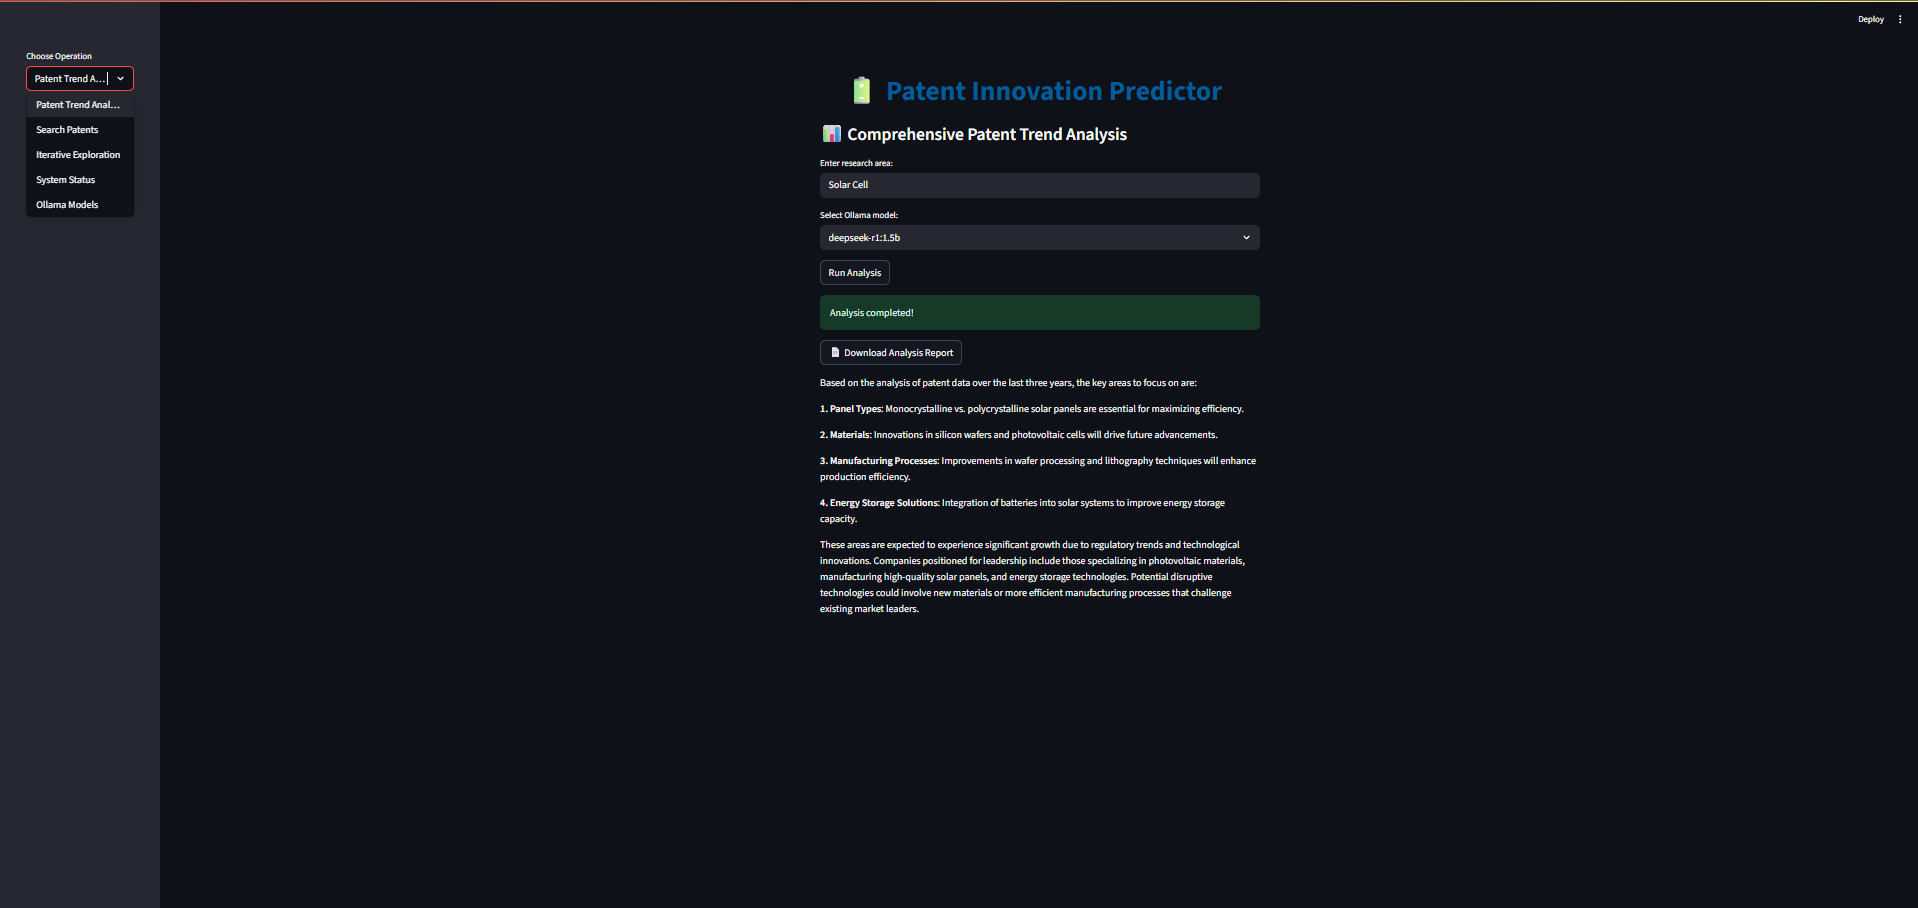 Deploy
Choose Operation
Patent Trend A...
Patent Trend Anal...
Search Patents
Iterative Exploration
System Status
Ollama Models
Patent Innovation Predictor
Comprehensive Patent Trend Analysis
Enter research area:
Solar Cell
Select Ollama model:
deepseek-r1:1.5b
Run Analysis
Analysis completed!
Download Analysis Report
Based on the analysis of patent data over the last three years, the key areas to focus on are:
1. Panel Types: Monocrystalline vs. polycrystalline solar panels are essential for maximizing efficiency.
2. Materials: Innovations in silicon wafers and photovoltaic cells will drive future advancements.
3. Manufacturing Processes: Improvements in wafer processing and lithography techniques will enhance
production efficiency.
4. Energy Storage Solutions: Integration of batteries into solar systems to improve energy storage
capacity.
These areas are expected to experience significant growth due to regulatory trends and technological
innovations. Companies positioned for leadership include those specializing in photovoltaic materials,
manufacturing high-quality solar panels, and energy storage technologies. Potential disruptive
technologies could involve new materials or more efficient manufacturing processes that challenge
existing market leaders.